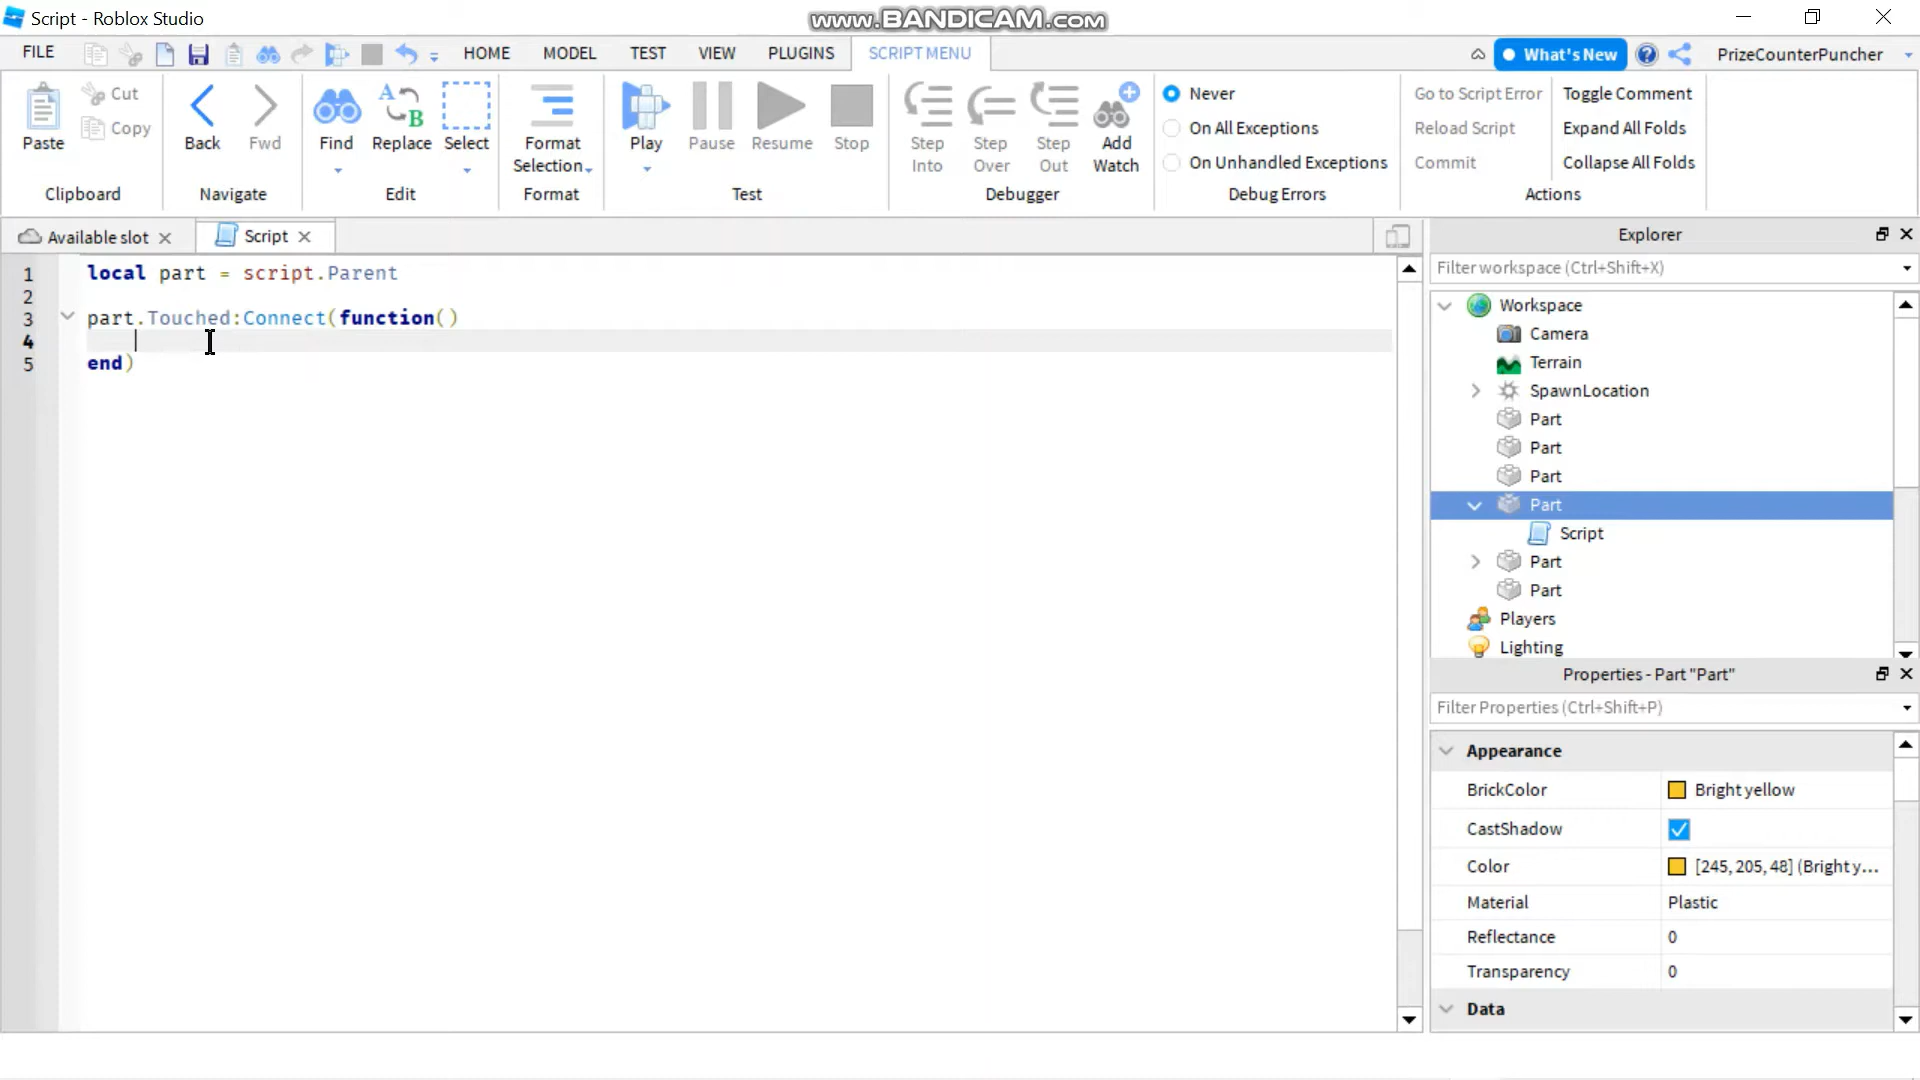 Script - Roblox Studio
www.BANDICAM.com
FILE HOME MODEL TEST VIEW PLUGINS SCRIPT MENU What's New PrizeCounterPuncher
Paste Cut Copy
Clipboard
Back Fwd
Navigate
Find Replace Select
Edit
Format Selection
Format
Play Pause Resume Stop
Test
Step Into Step Over Step Out Add Watch
Debugger
Never
On All Exceptions
On Unhandled Exceptions
Debug Errors
Go to Script Error Toggle Comment
Reload Script Expand All Folds
Commit Collapse All Folds
Actions
Available slot Script
1 local part = script.Parent
2
3 part.Touched:Connect(function()
4
5 end)
Explorer
Filter workspace (Ctrl+Shift+X)
Workspace
Camera
Terrain
SpawnLocation
Part
Part
Part
Part
Script
Part
Part
Players
Lighting
Properties - Part "Part"
Filter Properties (Ctrl+Shift+P)
Appearance
BrickColor Bright yellow
CastShadow
Color [245, 205, 48] (Bright y...
Material Plastic
Reflectance 0
Transparency 0
Data